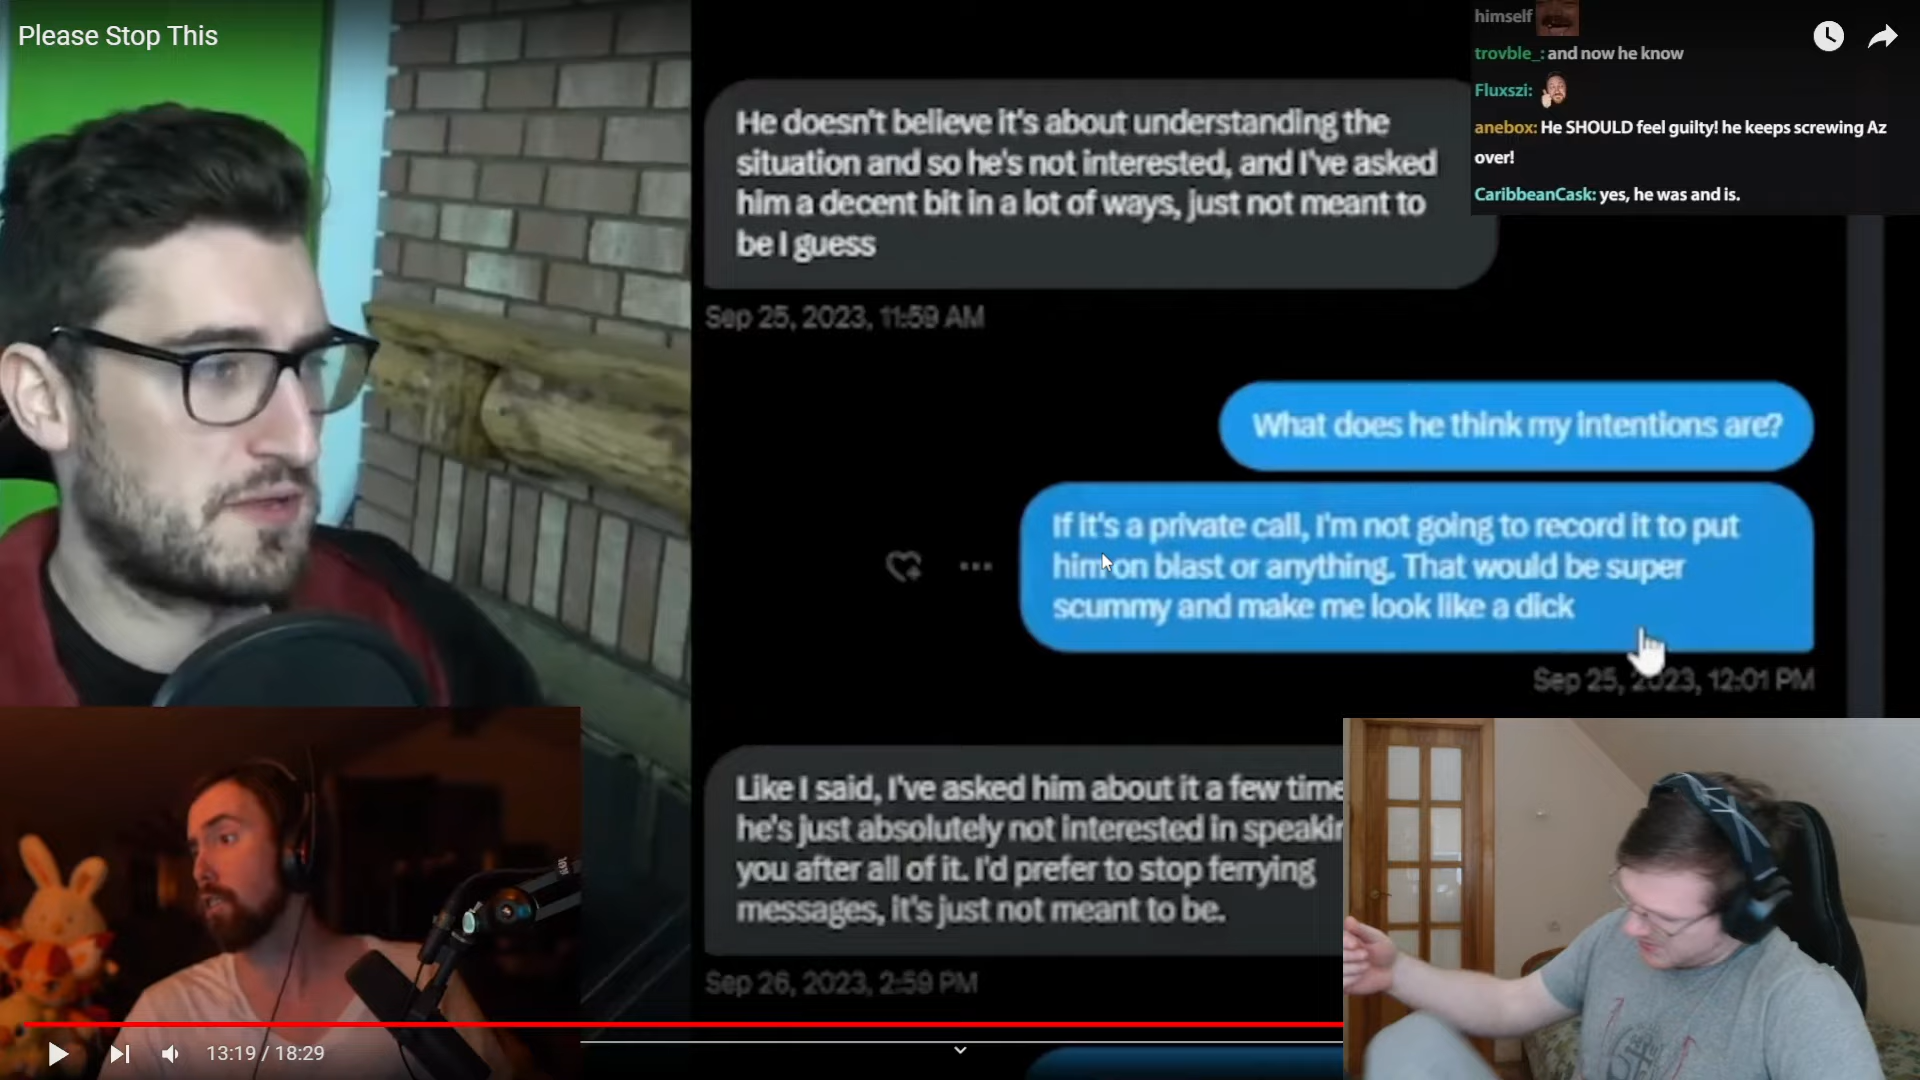 Please Stop This
himself
trovble_: and now he know
Fluxszi:
anebox: He SHOULD feel guilty! he keeps screwing Az
over!
CaribbeanCask: yes, he was and is.
He doesn't believe it's about understanding the
situation and so he's not interested, and I've asked
him a decent bit in a lot of ways, just not meant to
be I guess
Sep 25, 2023, 11:59 AM
What does he think my intentions are?
If it's a private call, I'm not going to record it to put
him on blast or anything. That would be super
scummy and make me look like a dick
Sep 25, 2023, 12:01 PM
Like I said, I've asked him about it a few time
he's just absolutely not interested in speakin
you after all of it. I'd prefer to stop ferrying
messages, it's just not meant to be.
Sep 26, 2023, 2:59 PM
13:19 / 18:29